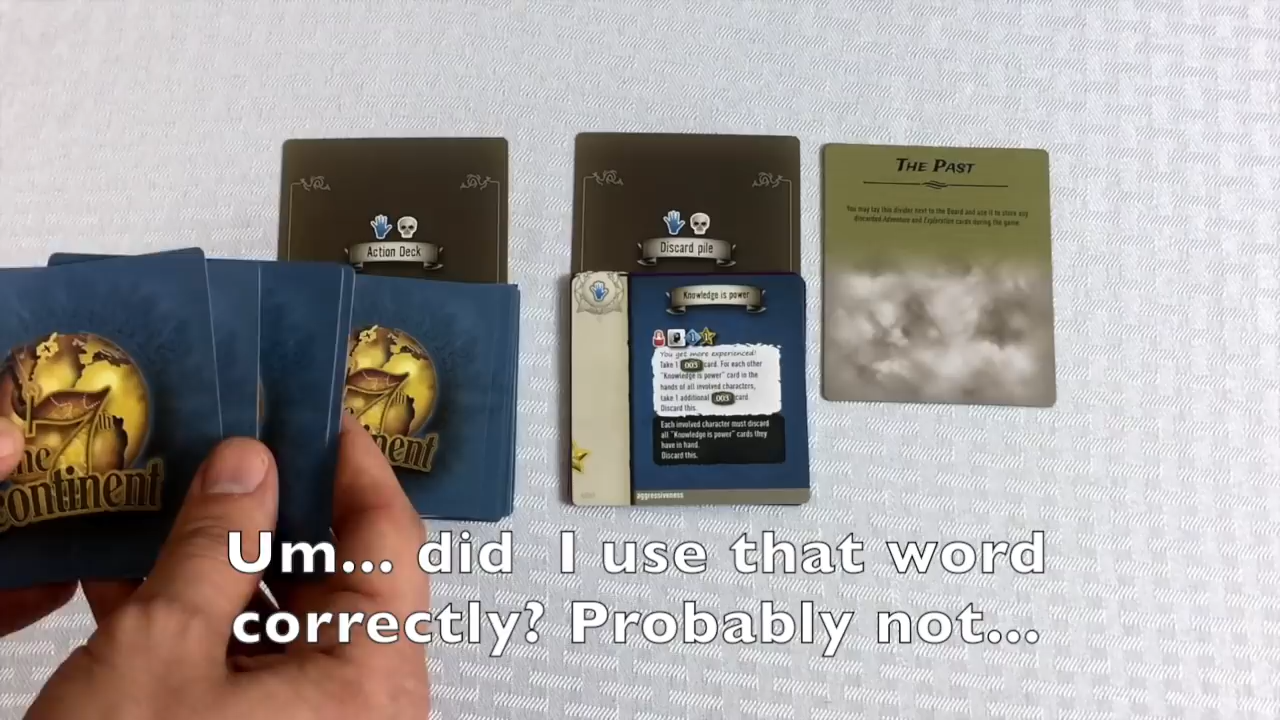 THE PAST
You may lay this divider next to the Board and use it to store any
discarded Adventure and Exploration cards during the game.
Action Deck
Discard pile
Knowledge is power
You get more experienced!
Take 1 003 card. For each other
"Knowledge is power" card in the
hands of all involved characters,
take 1 additional 003 card.
Discard this.
Each involved character must discard
all "Knowledge is power" cards they
have in hand.
Discard this.
aggressiveness
The
7th
continent
7th
continent
Um... did I use that word
correctly? Probably not...